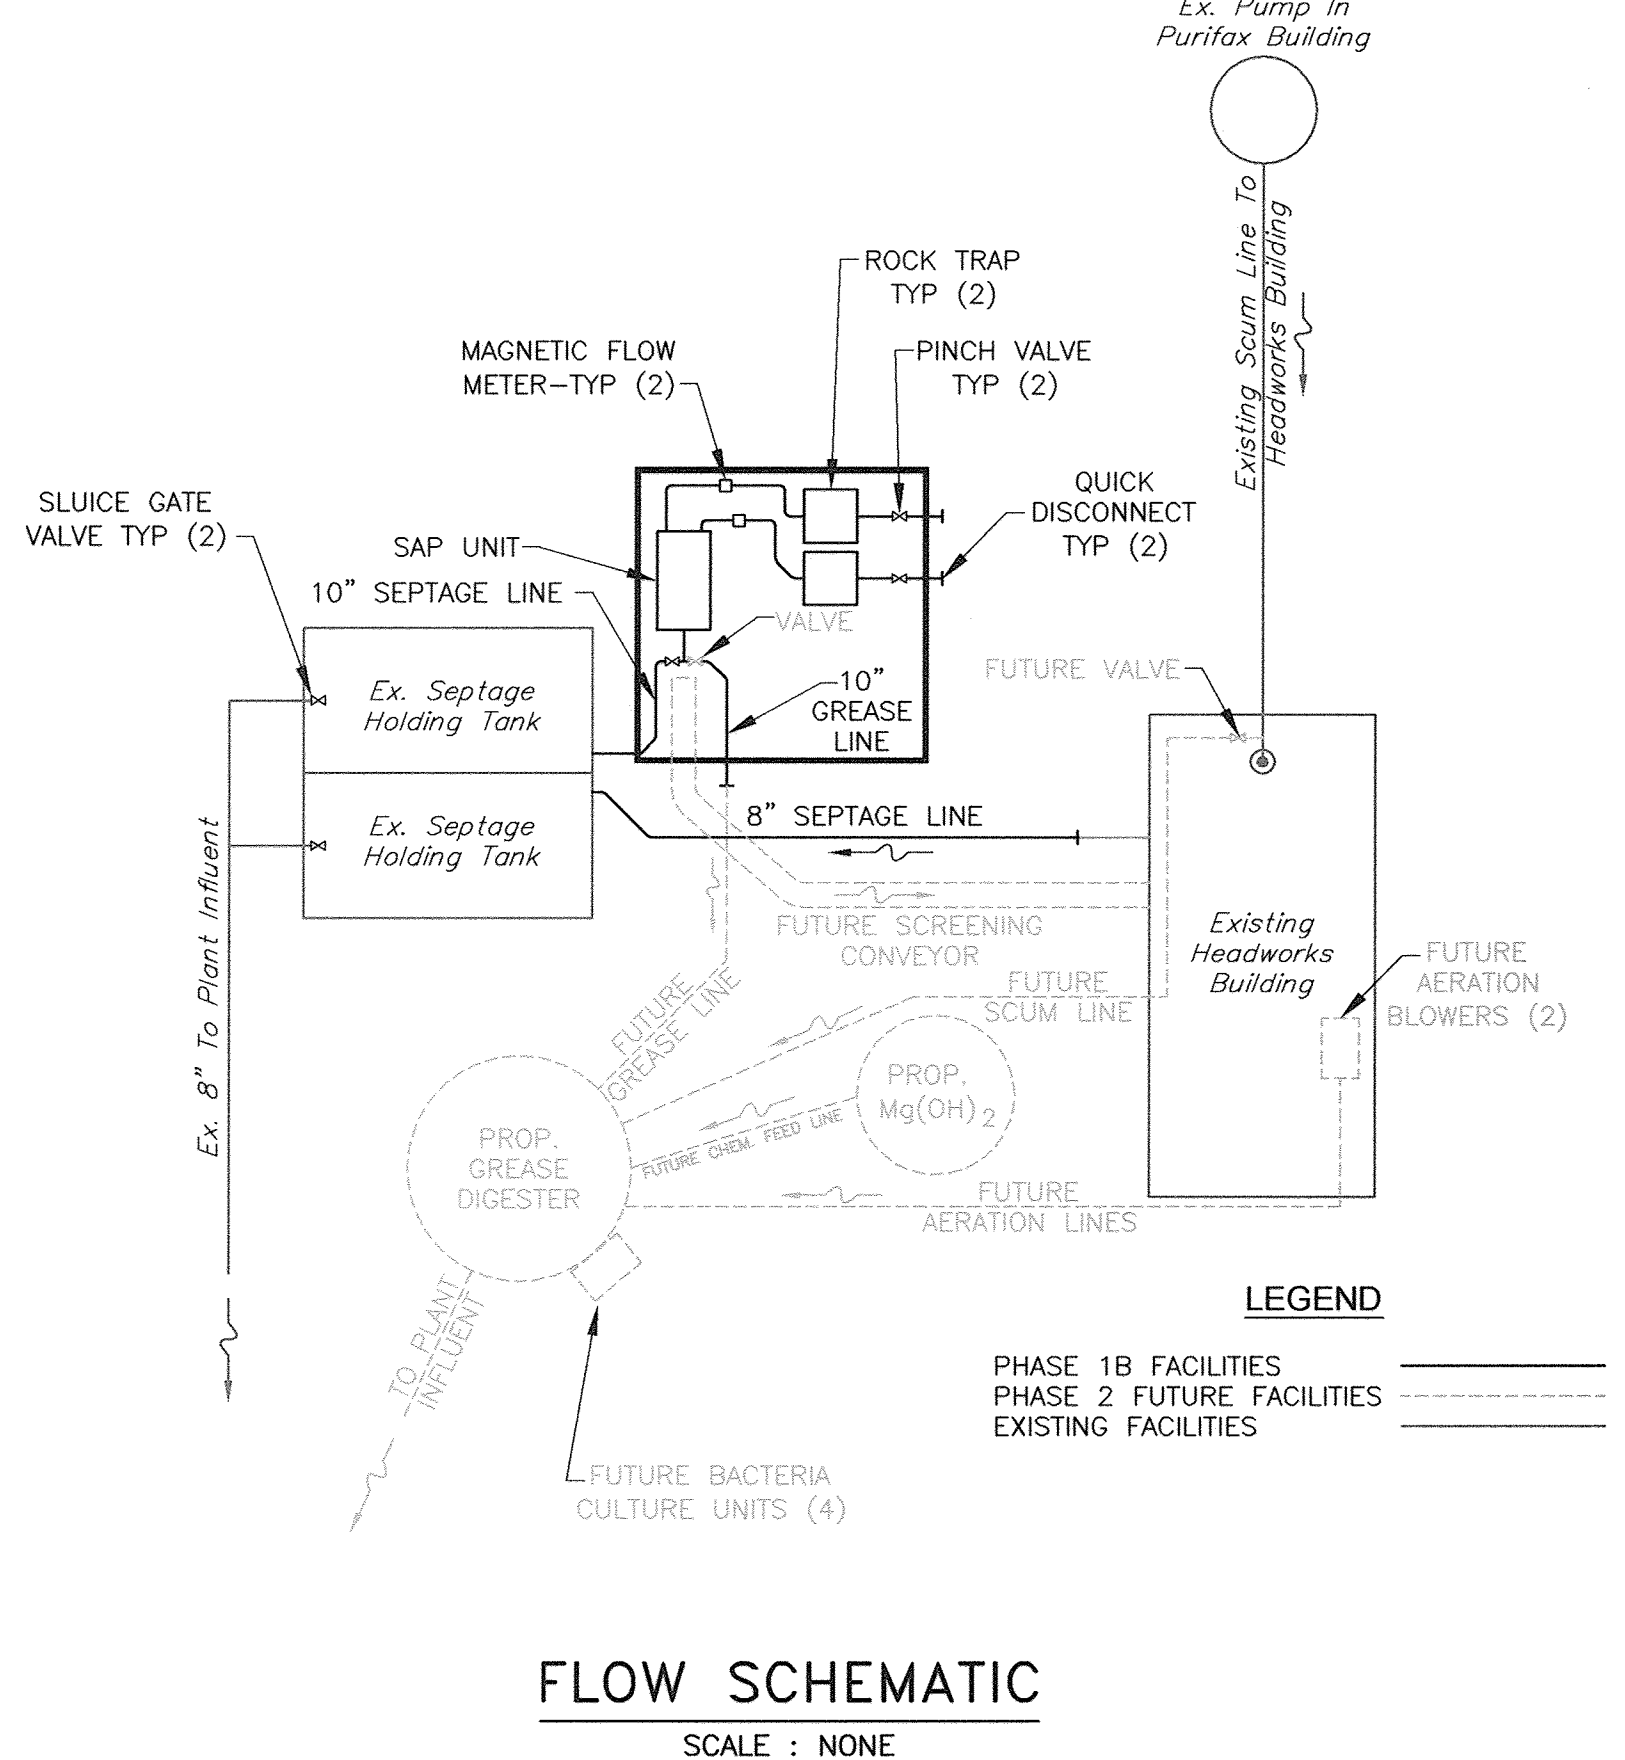 Ex. Pump In
Purifax Building
Existing Scum Line To
Headworks Building
ROCK TRAP
TYP (2)
MAGNETIC FLOW
METER-TYP (2)
PINCH VALVE
TYP (2)
SLUICE GATE
VALVE TYP (2)
QUICK
DISCONNECT
TYP (2)
SAP UNIT
10" SEPTAGE LINE
VALVE
FUTURE VALVE
10"
GREASE
LINE
Ex. Septage
Holding Tank
Ex. Septage
Holding Tank
8" SEPTAGE LINE
Ex. 8" To Plant Influent
FUTURE SCREENING
CONVEYOR
Existing
Headworks
Building
FUTURE
AERATION
BLOWERS (2)
FUTURE
SCUM LINE
FUTURE
GREASE LINE
PROP.
Mg(OH)2
FUTURE CHEM. FEED LINE
PROP.
GREASE
DIGESTER
FUTURE
AERATION LINES
TO PLANT
INFLUENT
FUTURE BACTERIA
CULTURE UNITS (4)
LEGEND
PHASE 1B FACILITIES
PHASE 2 FUTURE FACILITIES
EXISTING FACILITIES
FLOW SCHEMATIC
SCALE : NONE